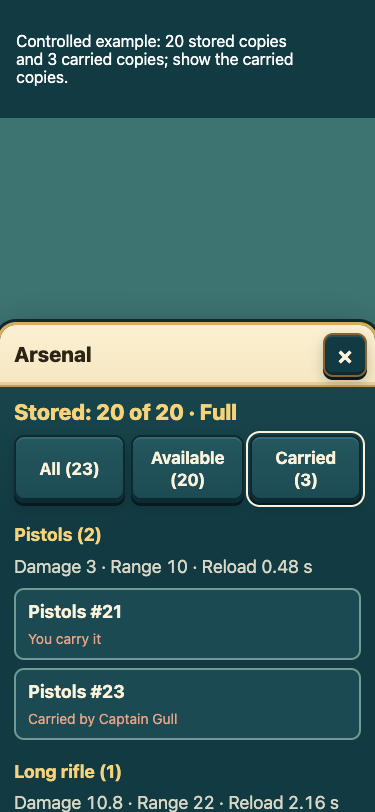 Controlled example: 20 stored copies
and 3 carried copies; show the carried
copies.
Arsenal
×
Stored: 20 of 20 · Full
All (23)
Available
(20)
Carried
(3)
Pistols (2)
Damage 3 · Range 10 · Reload 0.48 s
Pistols #21
You carry it
Pistols #23
Carried by Captain Gull
Long rifle (1)
Damage 10.8 · Range 22 · Reload 2.16 s